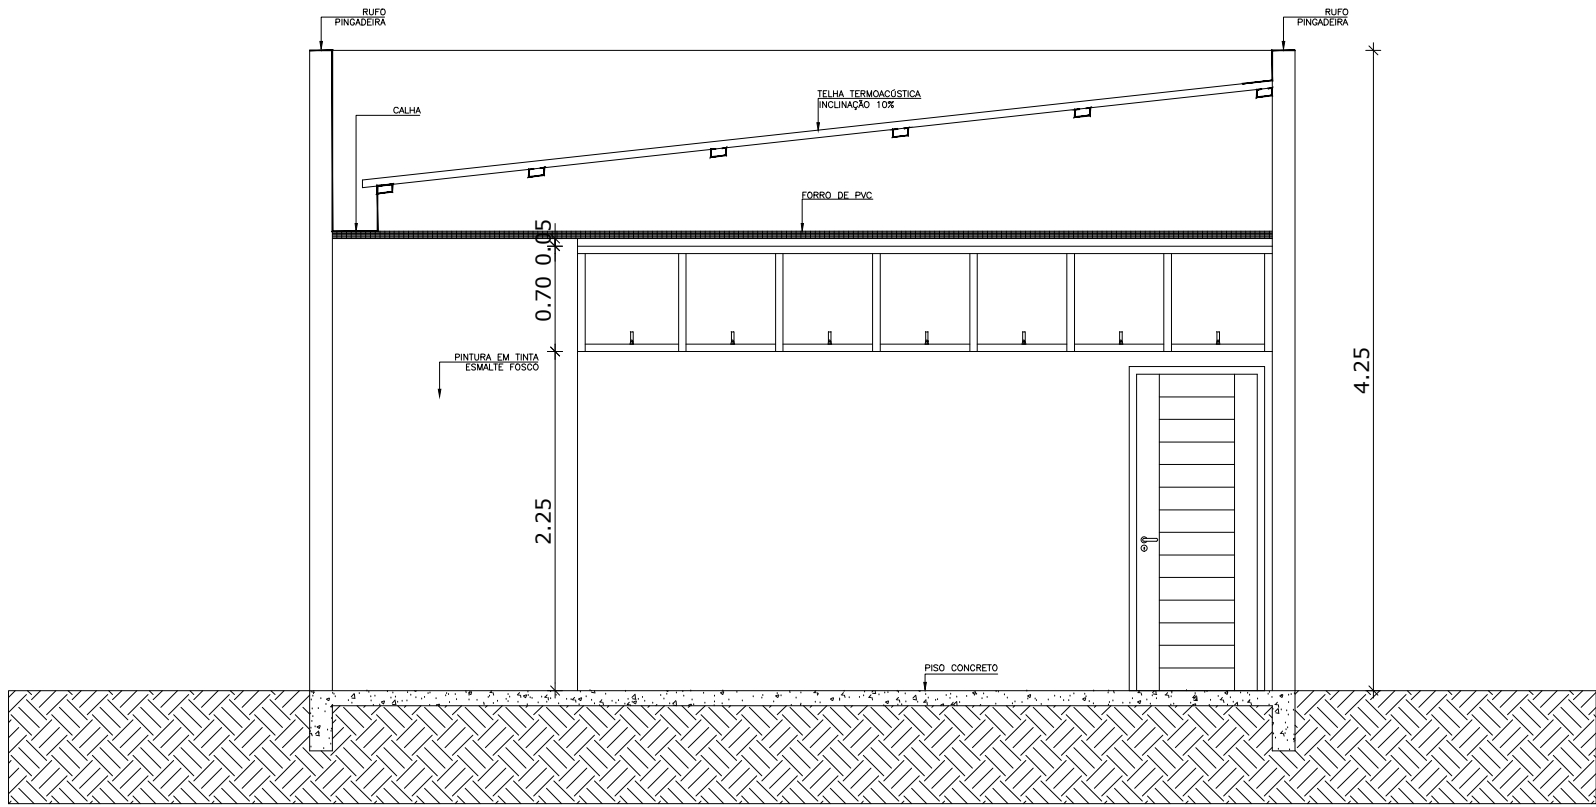 RUFO
PINGADEIRA
RUFO
PINGADEIRA
TELHA TERMOACÚSTICA
INCLINAÇÃO 10%
CALHA
FORRO DE PVC
0.05
0.70
PINTURA EM TINTA
ESMALTE FOSCO
4.25
2.25
PISO CONCRETO